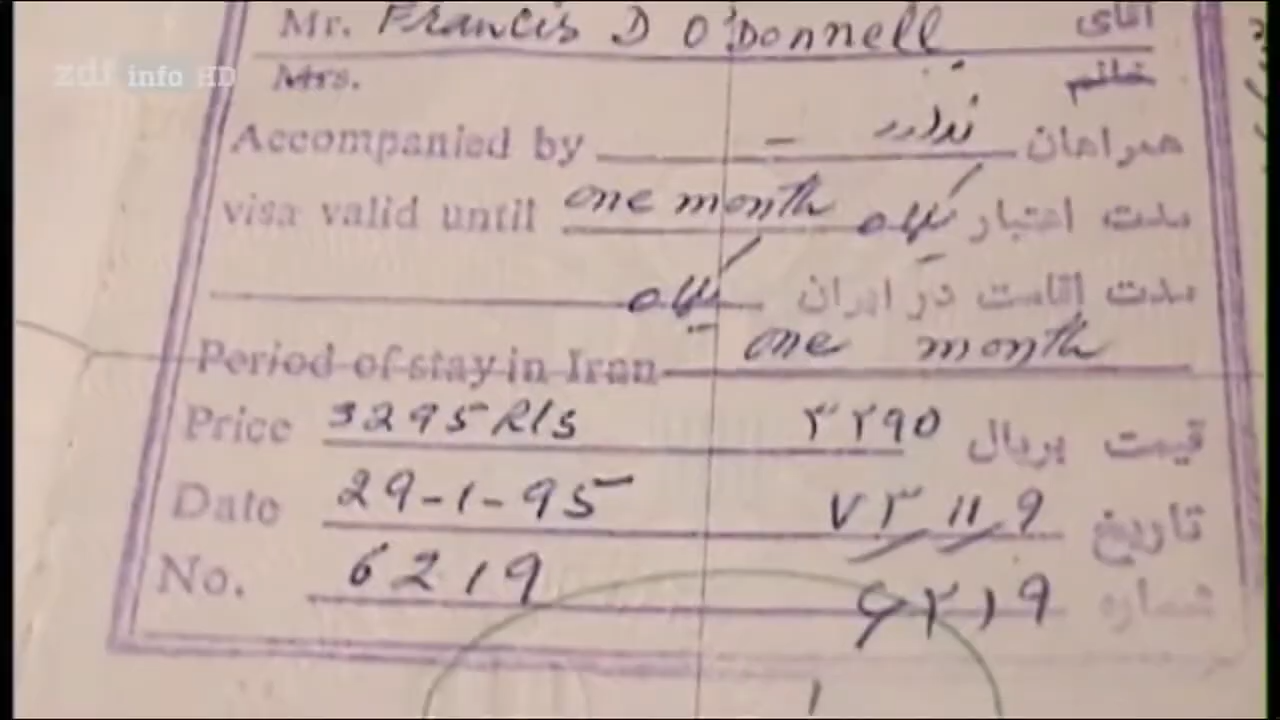 Mr. Francis D O'Donnell آقای
zdf info HD
Mrs. خانم
Accompanied by – ندارد همراهان
visa valid until one month یکماه مدت اعتبار
یکماه مدت اقامت در ایران
Period of stay in Iran one month
Price 3295 Rls ۳۲۹۵ قیمت بریال
Date 29-1-95 ۷۳/۱۱/۹ تاریخ
No. 6219 ۶۲۱۹ شماره